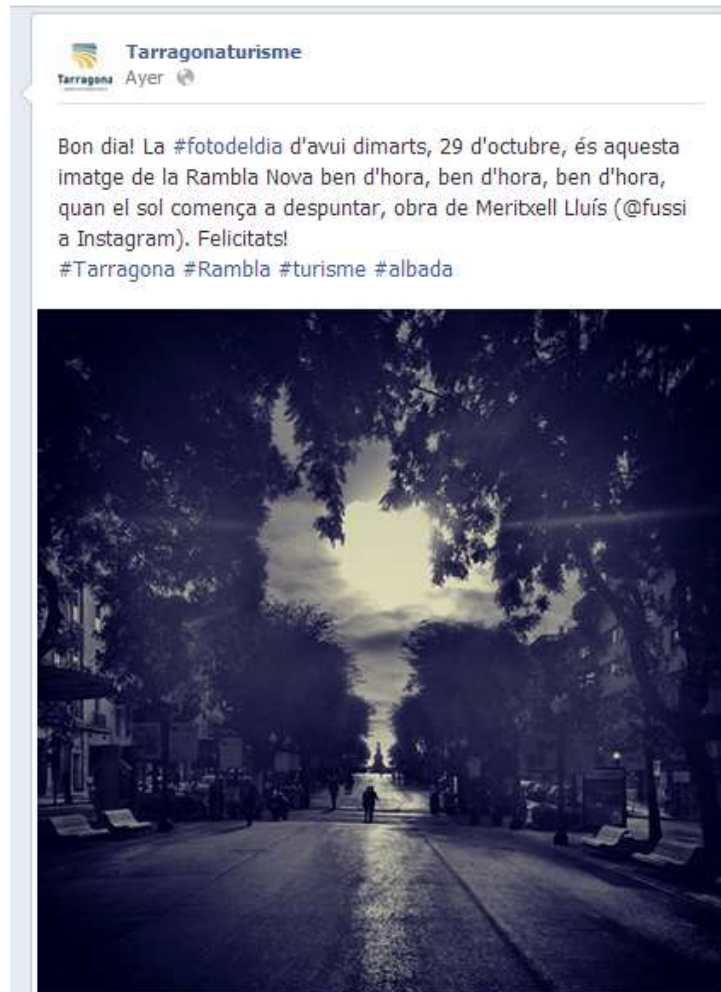 Tarragonaturisme
Tarragona
Ayer
Bon dia! La #fotodeldia d'avui dimarts, 29 d'octubre, és aquesta
imatge de la Rambla Nova ben d'hora, ben d'hora, ben d'hora,
quan el sol comença a despuntar, obra de Meritxell Lluís (@fussi
a Instagram). Felicitats!
#Tarragona #Rambla #turisme #albada